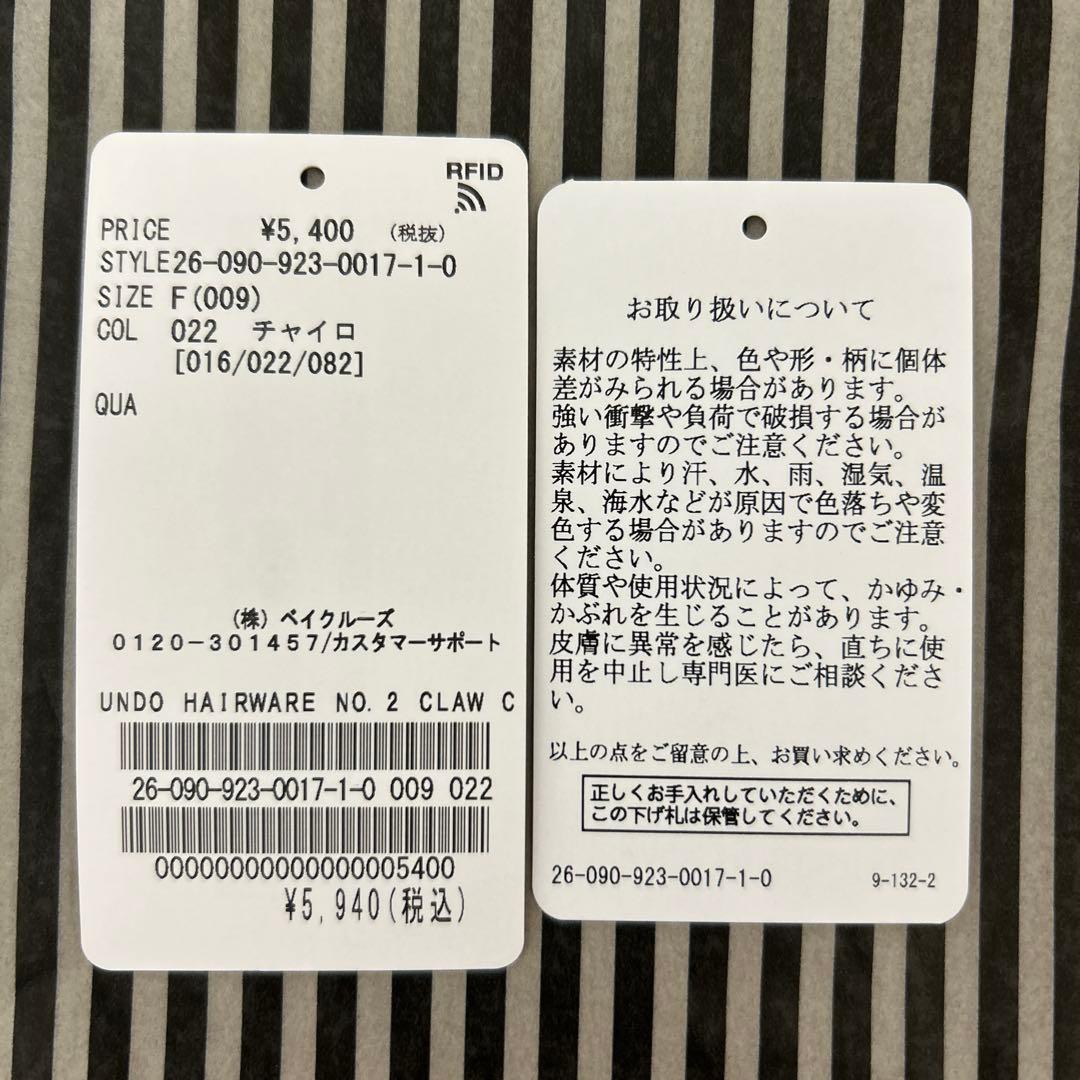 RFID
PRICE ¥5,400 (税抜)
STYLE26-090-923-0017-1-0
SIZE F(009)
COL 022 チャイロ
[016/022/082]
QUA
(株) ベイクルーズ
0120-301457/カスタマーサポート
UNDO HAIRWARE NO.2 CLAW C
26-090-923-0017-1-0 009 022
00000000000000005400
¥5,940(税込)
お取り扱いについて
素材の特性上、色や形・柄に個体
差がみられる場合があります。
強い衝撃や負荷で破損する場合が
ありますのでご注意ください。
素材により汗、水、雨、湿気、温
泉、海水などが原因で色落ちや変
色する場合がありますのでご注意
ください。
体質や使用状況によって、かゆみ・
かぶれを生じることがあります。
皮膚に異常を感じたら、直ちに使
用を中止し専門医にご相談くださ
い。
以上の点をご留意の上、お買い求めください。
正しくお手入れしていただくために、
この下げ札は保管してください。
26-090-923-0017-1-0 9-132-2